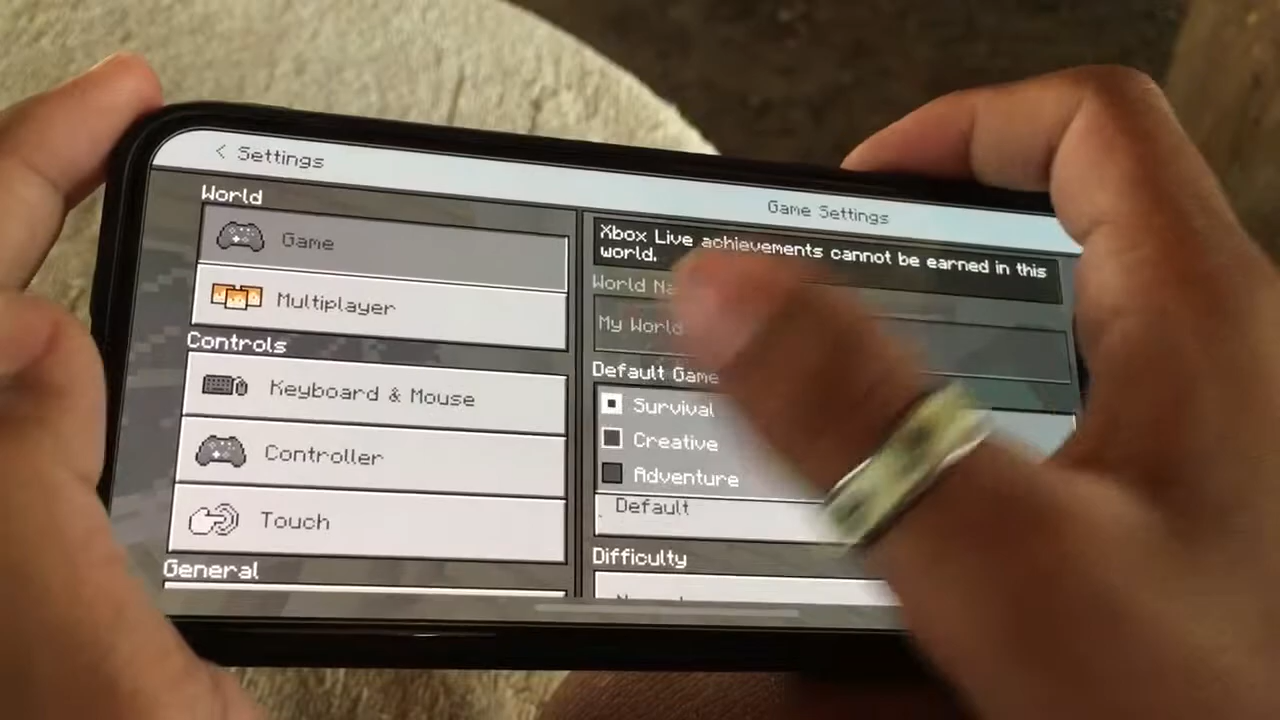 < Settings
Game Settings
World
Game
Multiplayer
Controls
Keyboard & Mouse
Controller
Touch
General
Xbox Live achievements cannot be earned in this
world.
World
My World
Default Game
Survival
Creative
Adventure
Default
Difficulty